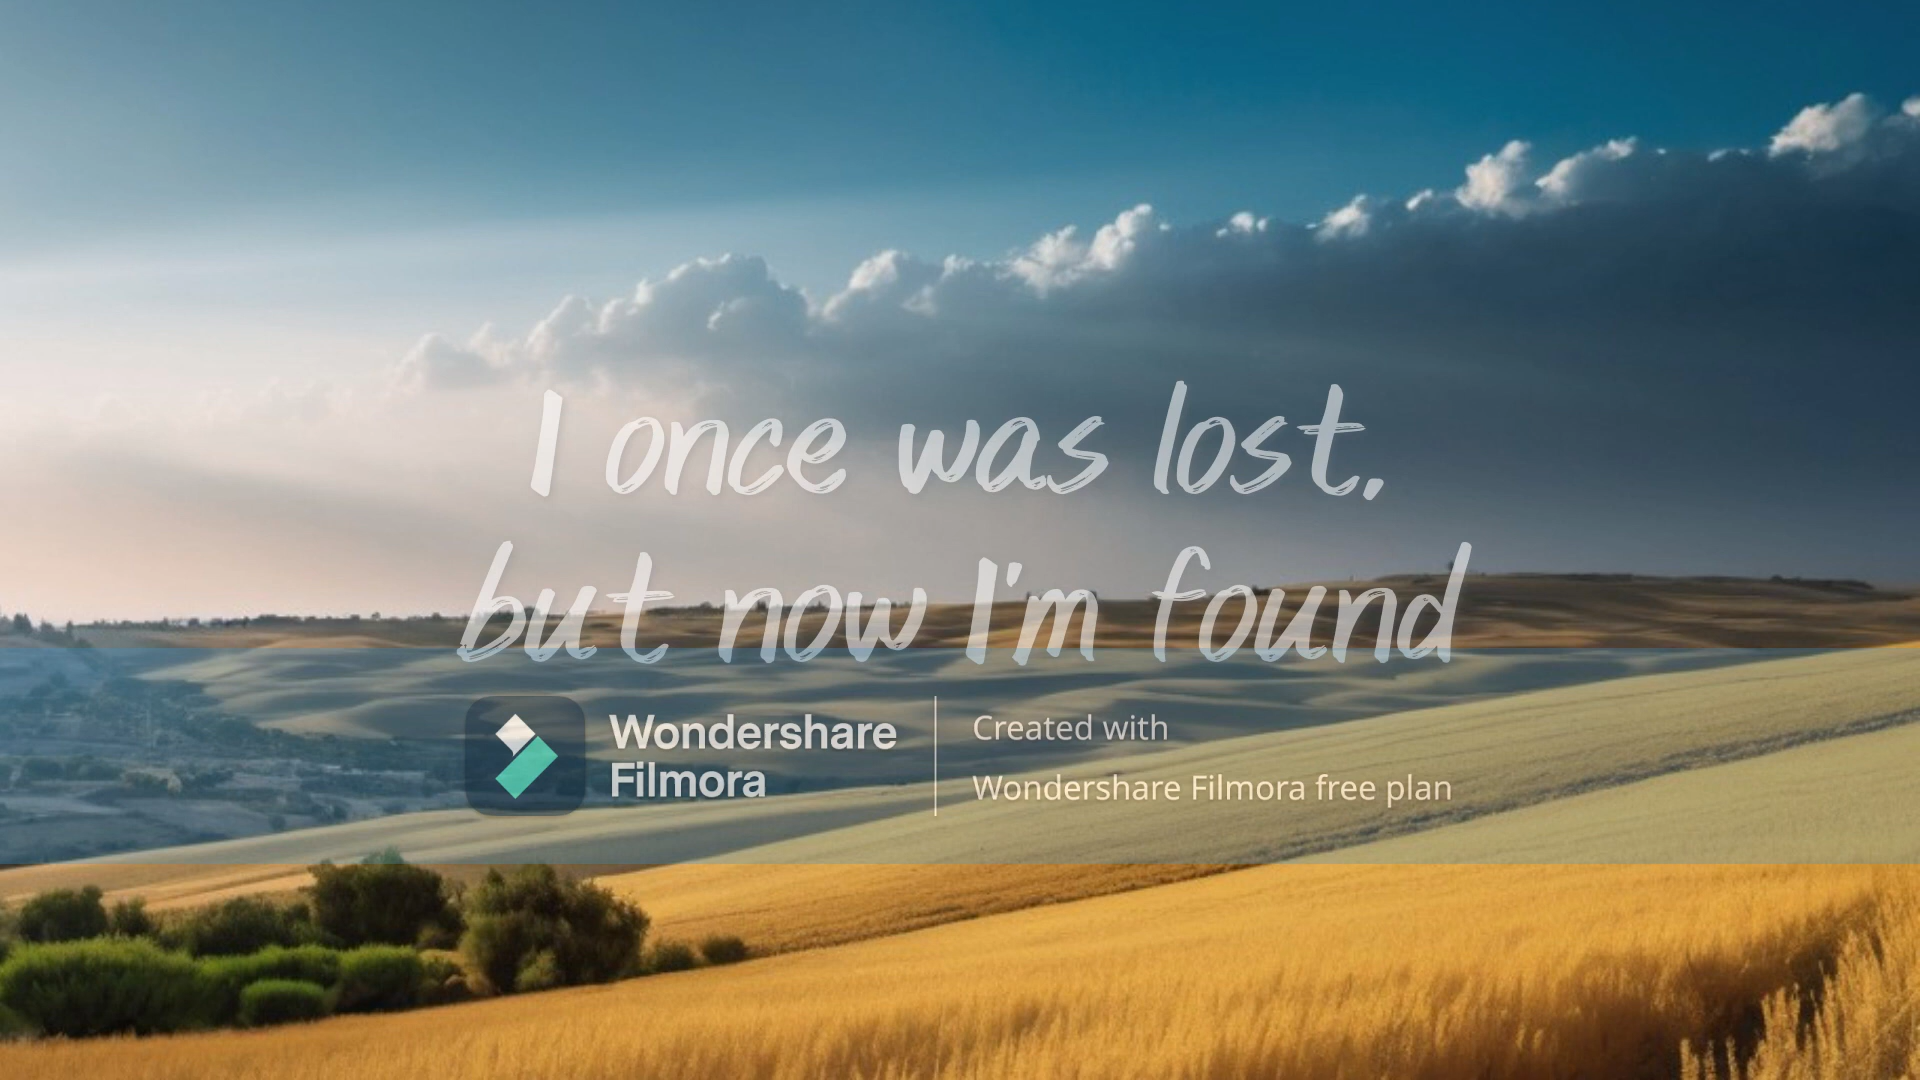 I once was lost,
but now I'm found
Wondershare
Filmora
Created with
Wondershare Filmora free plan